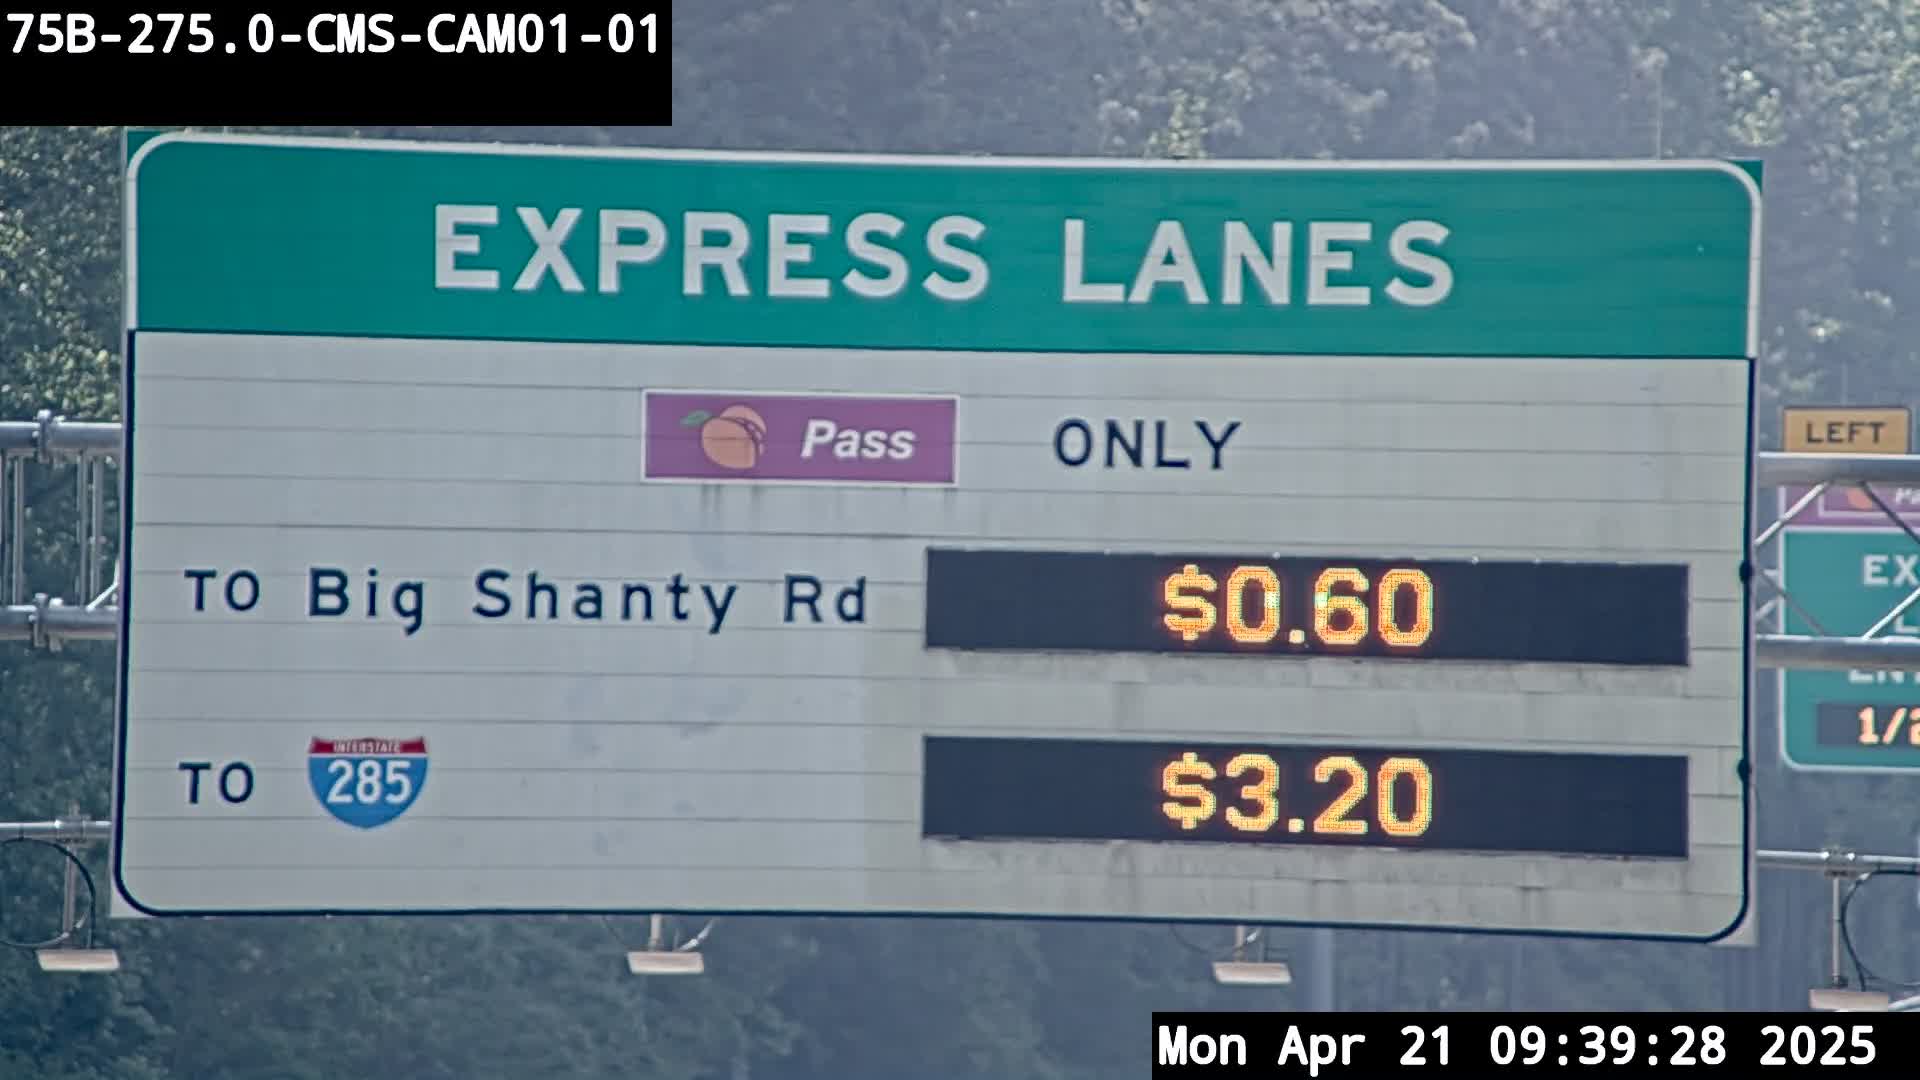 75B-275.0-CMS-CAM01-01
EXPRESS LANES
Pass ONLY
LEFT
TO Big Shanty Rd $0.60
TO INTERSTATE 285 $3.20
Mon Apr 21 09:39:28 2025